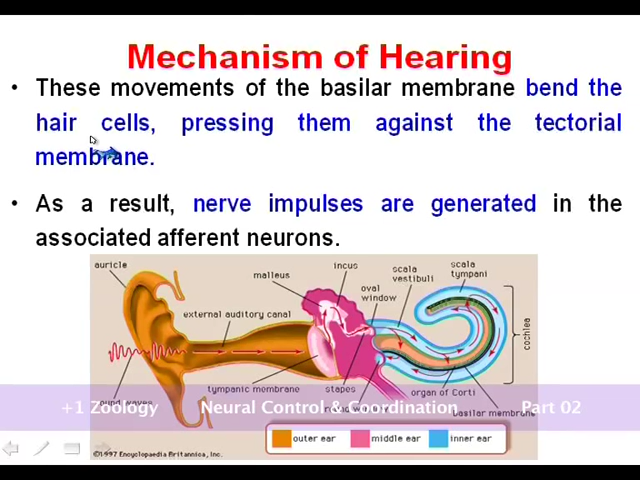 Mechanism of Hearing
• These movements of the basilar membrane bend the
hair cells, pressing them against the tectorial
membrane.
• As a result, nerve impulses are generated in the
associated afferent neurons.
auricle
malleus
incus
oval
window
scala
vestibuli
scala
tympani
external auditory canal
cochlea
tympanic membrane
stapes
organ of Corti
sound waves
round window
basilar membrane
+1 Zoology Neural Control & Coordination Part 02
outer ear middle ear inner ear
©1997 Encyclopaedia Britannica, Inc.